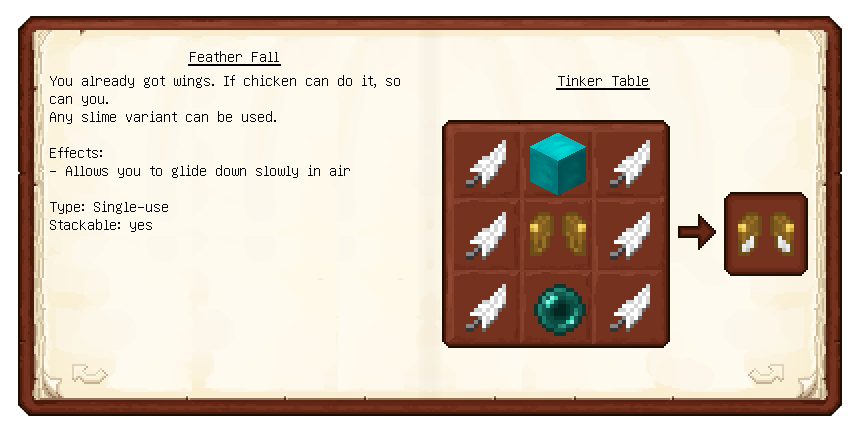 Feather Fall
You already got wings. If chicken can do it, so
can you.
Any slime variant can be used.
Effects:
- Allows you to glide down slowly in air
Type: Single-use
Stackable: yes
Tinker Table